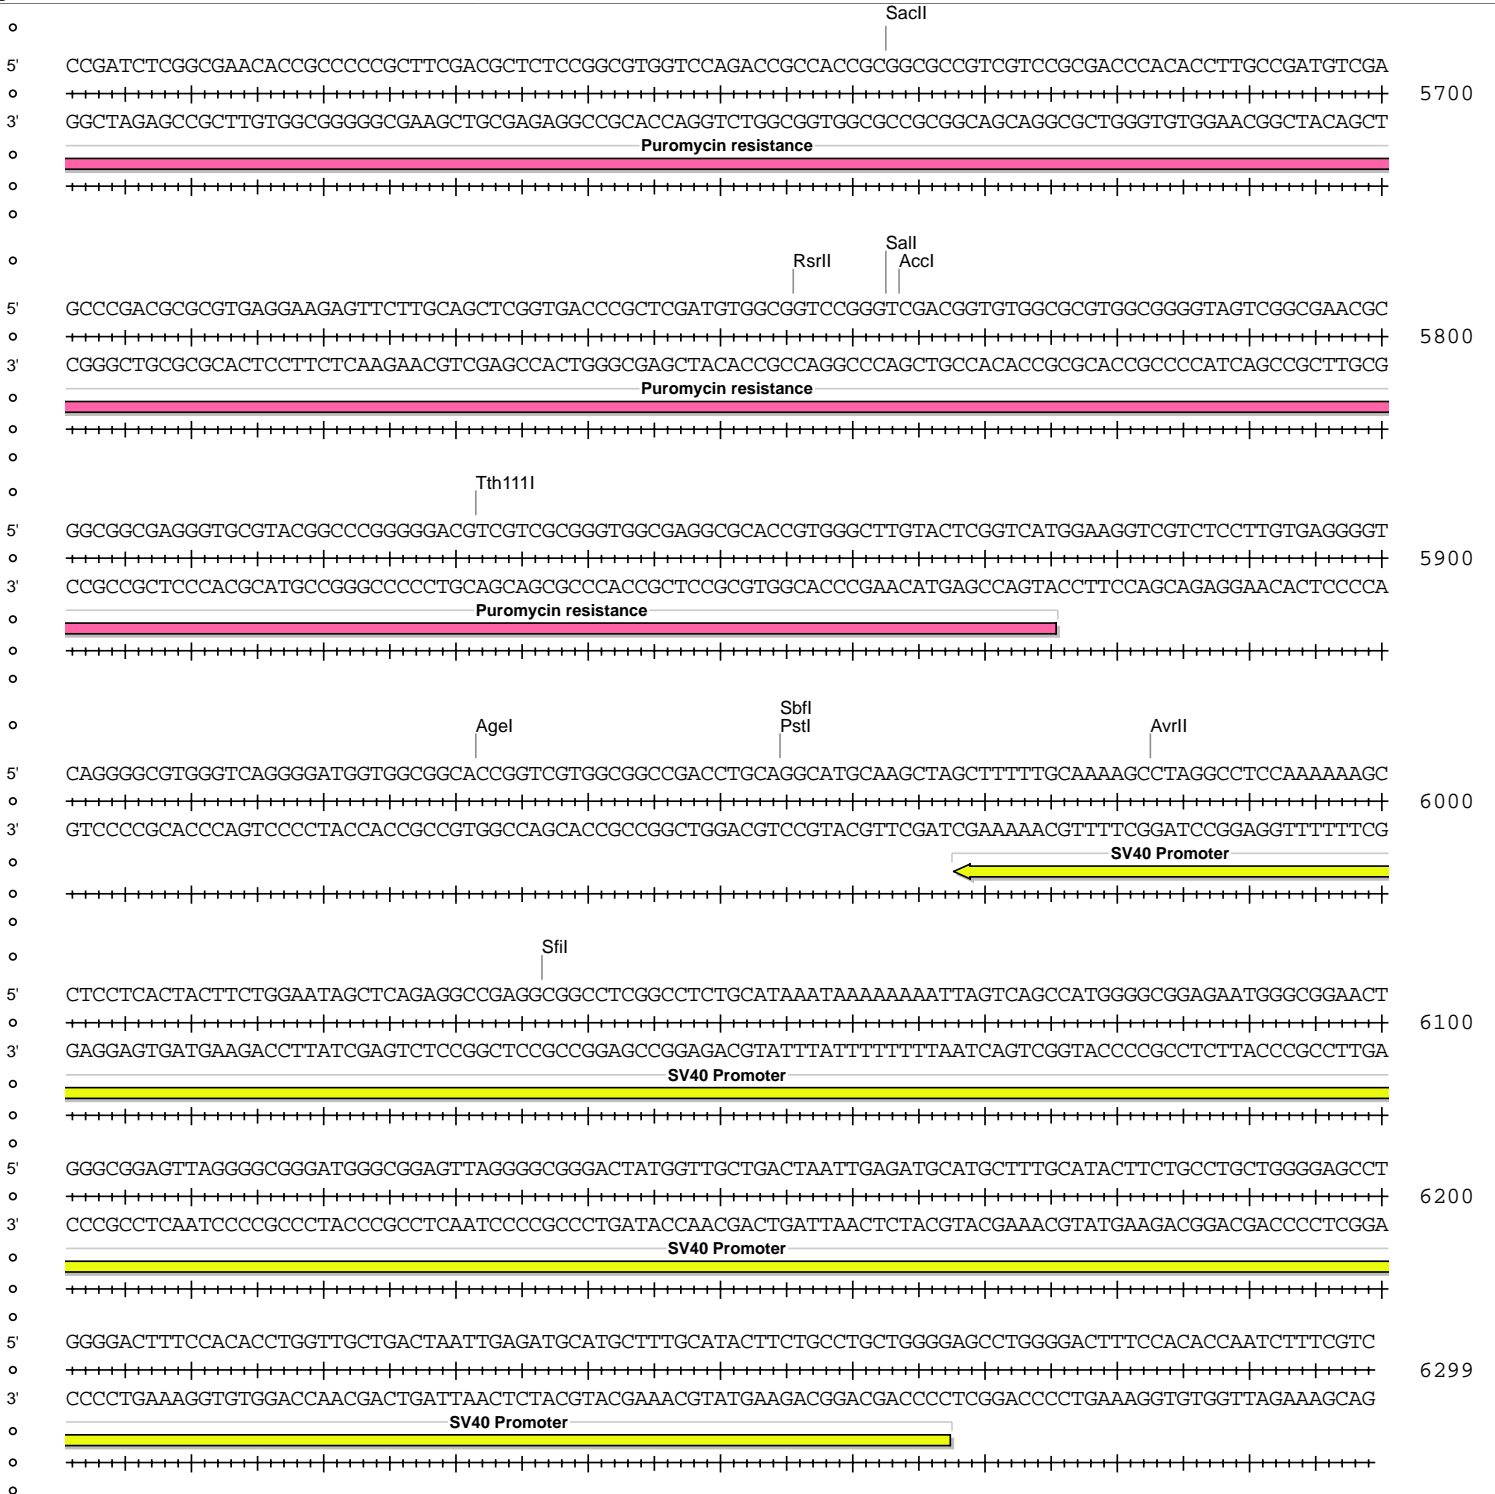 SacII
5' CCGATCTCGGCGAACACCGCCCCCGCTTCGACGCTCTCCGGCGTGGTCCAGACCGCCACCGCGGCGCCGTCGTCCGCGACCCACACCTTGCCGATGTCGA
5700
3' GGCTAGAGCCGCTTGTGGCGGGGGCGAAGCTGCGAGAGGCCGCACCAGGTCTGGCGGTGGCGCCGCGGCAGCAGGCGCTGGGTGTGGAACGGCTACAGCT
Puromycin resistance
SalI
RsrII AccI
5' GCCCGACGCGCGTGAGGAAGAGTTCTTGCAGCTCGGTGACCCGCTCGATGTGGCGGTCCGGGTCGACGGTGTGGCGCGTGGCGGGGTAGTCGGCGAACGC
5800
3' CGGGCTGCGCGCACTCCTTCTCAAGAACGTCGAGCCACTGGGCGAGCTACACCGCCAGGCCCAGCTGCCACACCGCGCACCGCCCCATCAGCCGCTTGCG
Puromycin resistance
Tth111I
5' GGCGGCGAGGGTGCGTACGGCCCGGGGGACGTCGTCGCGGGTGGCGAGGCGCACCGTGGGCTTGTACTCGGTCATGGAAGGTCGTCTCCTTGTGAGGGGT
5900
3' CCGCCGCTCCCACGCATGCCGGGCCCCCTGCAGCAGCGCCCACCGCTCCGCGTGGCACCCGAACATGAGCCAGTACCTTCCAGCAGAGGAACACTCCCCA
Puromycin resistance
SbfI
AgeI PstI AvrII
5' CAGGGGCGTGGGTCAGGGGATGGTGGCGGCACCGGTCGTGGCGGCCGACCTGCAGGCATGCAAGCTAGCTTTTTGCAAAAGCCTAGGCCTCCAAAAAAGC
6000
3' GTCCCCGCACCCAGTCCCCTACCACCGCCGTGGCCAGCACCGCCGGCTGGACGTCCGTACGTTCGATCGAAAAACGTTTTCGGATCCGGAGGTTTTTTCG
SV40 Promoter
SfiI
5' CTCCTCACTACTTCTGGAATAGCTCAGAGGCCGAGGCGGCCTCGGCCTCTGCATAAATAAAAAAAATTAGTCAGCCATGGGGCGGAGAATGGGCGGAACT
6100
3' GAGGAGTGATGAAGACCTTATCGAGTCTCCGGCTCCGCCGGAGCCGGAGACGTATTTATTTTTTTTAATCAGTCGGTACCCCGCCTCTTACCCGCCTTGA
SV40 Promoter
5' GGGCGGAGTTAGGGGCGGGATGGGCGGAGTTAGGGGCGGGACTATGGTTGCTGACTAATTGAGATGCATGCTTTGCATACTTCTGCCTGCTGGGGAGCCT
6200
3' CCCGCCTCAATCCCCGCCCTACCCGCCTCAATCCCCGCCCTGATACCAACGACTGATTAACTCTACGTACGAAACGTATGAAGACGGACGACCCCTCGGA
SV40 Promoter
5' GGGGACTTTCCACACCTGGTTGCTGACTAATTGAGATGCATGCTTTGCATACTTCTGCCTGCTGGGGAGCCTGGGGACTTTCCACACCAATCTTTCGTC
6299
3' CCCCTGAAAGGTGTGGACCAACGACTGATTAACTCTACGTACGAAACGTATGAAGACGGACGACCCCTCGGACCCCTGAAAGGTGTGGTTAGAAAGCAG
SV40 Promoter